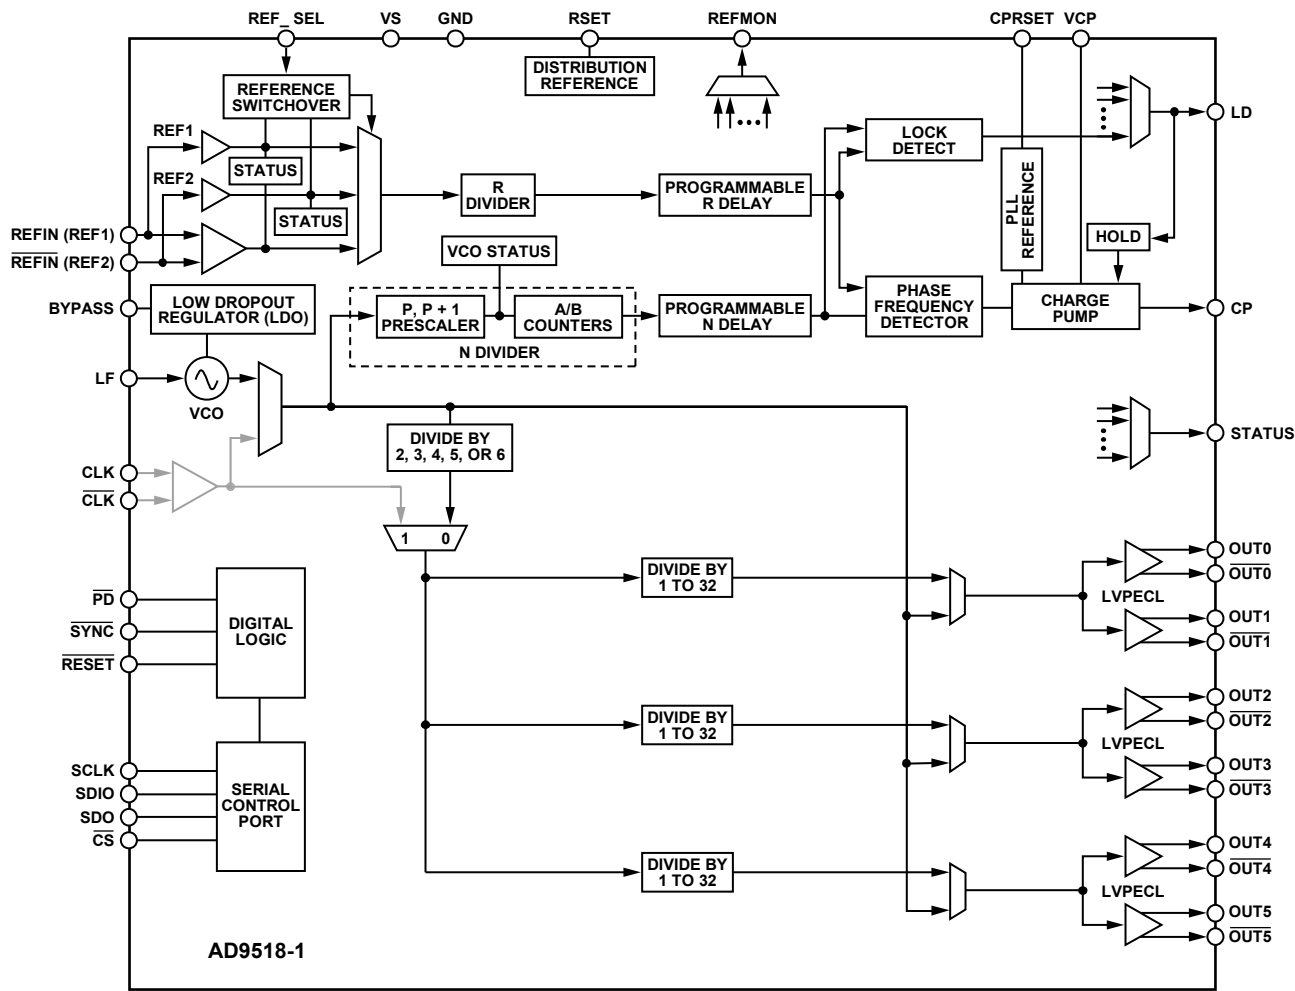 REF_ SEL
VS
GND
RSET
REFMON
CPRSET
VCP
DISTRIBUTION
REFERENCE
REFERENCE
SWITCHOVER
REF1
STATUS
REF2
STATUS
LOCK
DETECT
LD
R
DIVIDER
PROGRAMMABLE
R DELAY
PLL
REFERENCE
HOLD
REFIN (REF1)
REFIN (REF2)
VCO STATUS
BYPASS
LOW DROPOUT
REGULATOR (LDO)
P, P + 1
PRESCALER
A/B
COUNTERS
N DIVIDER
PROGRAMMABLE
N DELAY
PHASE
FREQUENCY
DETECTOR
CHARGE
PUMP
CP
LF
VCO
STATUS
DIVIDE BY
2, 3, 4, 5, OR 6
CLK
CLK
1 0
DIVIDE BY
1 TO 32
LVPECL
OUT0
OUT0
OUT1
OUT1
PD
SYNC
RESET
DIGITAL
LOGIC
DIVIDE BY
1 TO 32
LVPECL
OUT2
OUT2
OUT3
OUT3
SCLK
SDIO
SDO
CS
SERIAL
CONTROL
PORT
DIVIDE BY
1 TO 32
LVPECL
OUT4
OUT4
OUT5
OUT5
AD9518-1